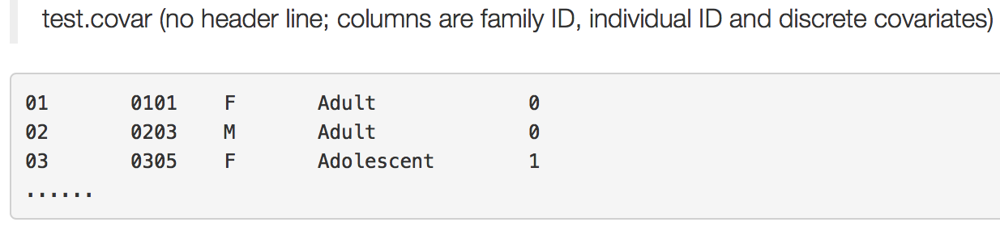 test.covar (no header line; columns are family ID, individual ID and discrete covariates)
01 0101 F Adult 0
02 0203 M Adult 0
03 0305 F Adolescent 1
......